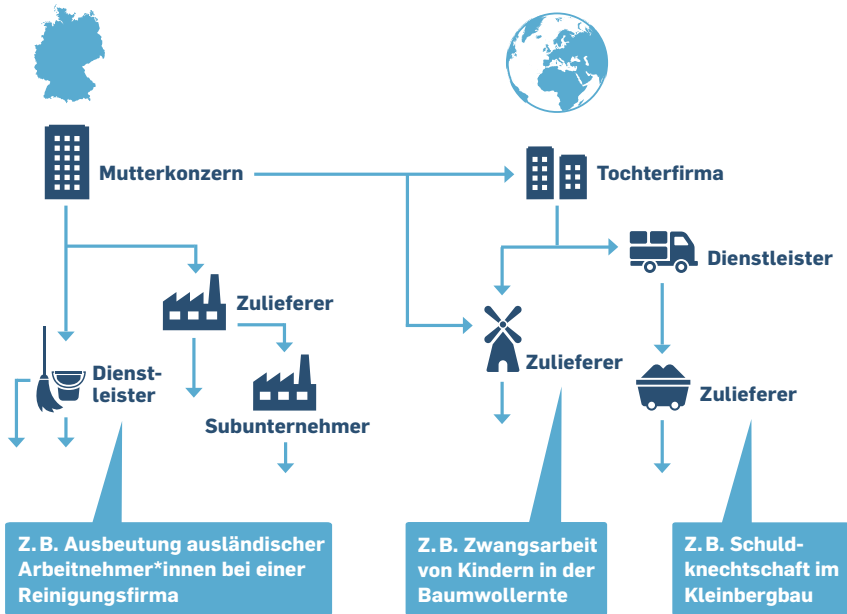 Mutterkonzern
Tochterfirma
Dienstleister
Zulieferer
Zulieferer
Dienst-
leister
Zulieferer
Subunternehmer
Z. B. Ausbeutung ausländischer
Arbeitnehmer*innen bei einer
Reinigungsfirma
Z. B. Zwangsarbeit
von Kindern in der
Baumwollernte
Z. B. Schuld-
knechtschaft im
Kleinbergbau